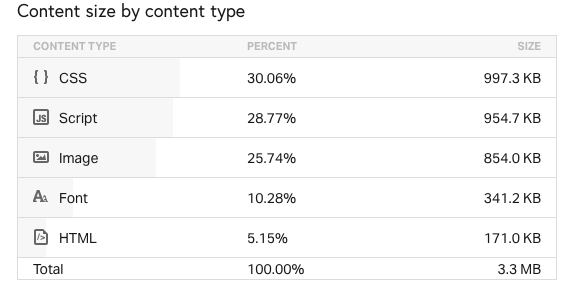 Content size by content type
CONTENT TYPE PERCENT SIZE
{ } CSS 30.06% 997.3 KB
JS Script 28.77% 954.7 KB
Image 25.74% 854.0 KB
AA Font 10.28% 341.2 KB
</> HTML 5.15% 171.0 KB
Total 100.00% 3.3 MB